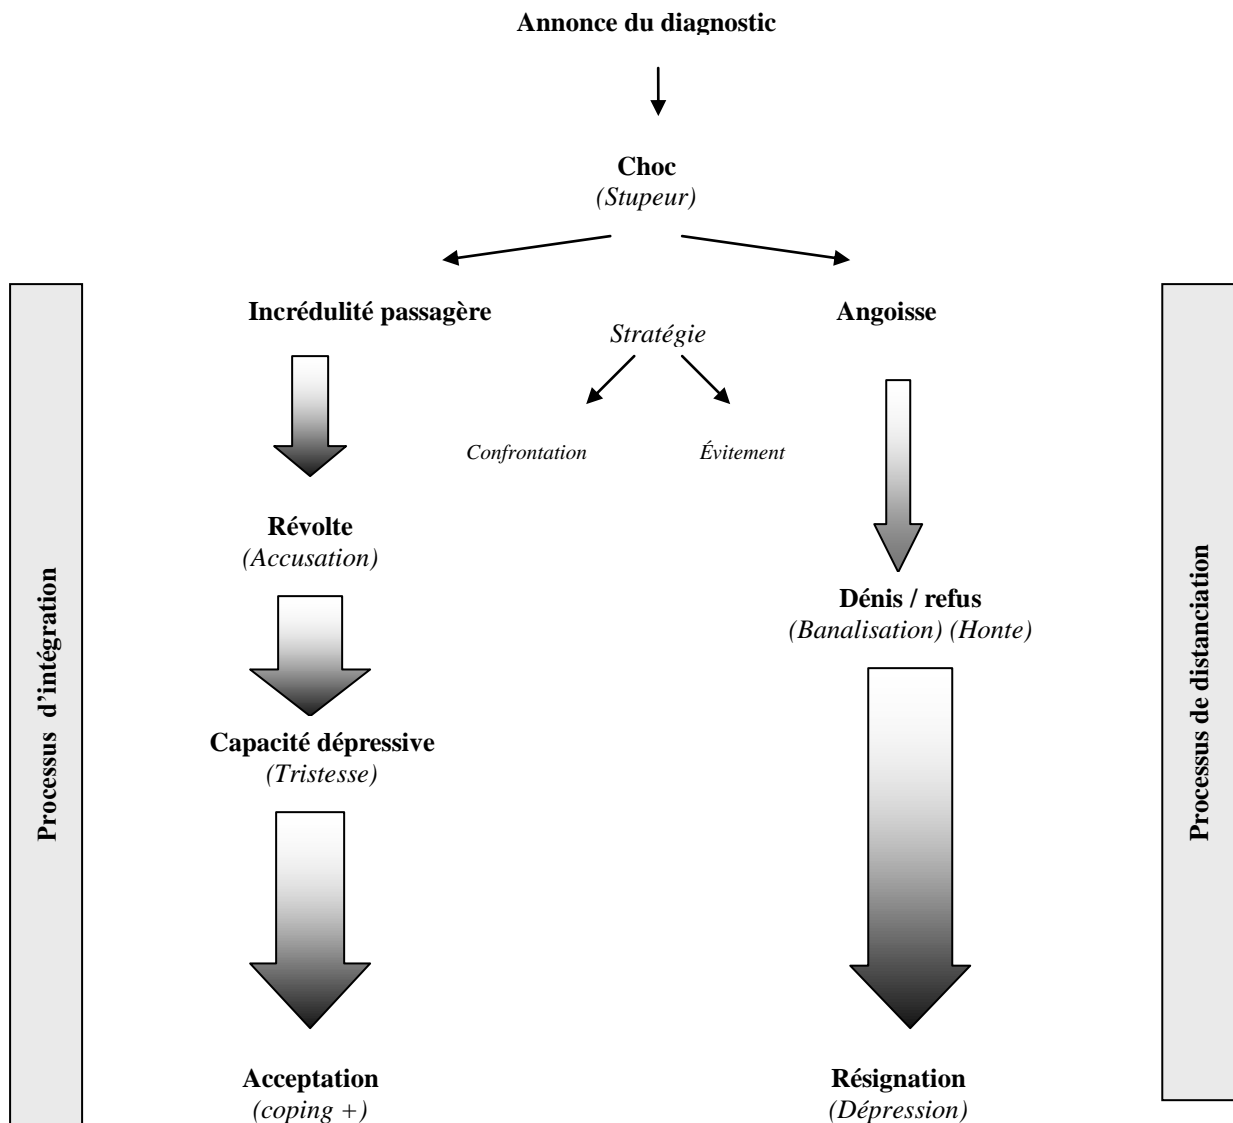 Annonce du diagnostic
Choc
(Stupeur)
Incrédulité passagère
Angoisse
Stratégie
Confrontation
Évitement
Révolte
(Accusation)
Dénis / refus
(Banalisation) (Honte)
Capacité dépressive
(Tristesse)
Acceptation
(coping +)
Résignation
(Dépression)
Processus d'intégration
Processus de distanciation